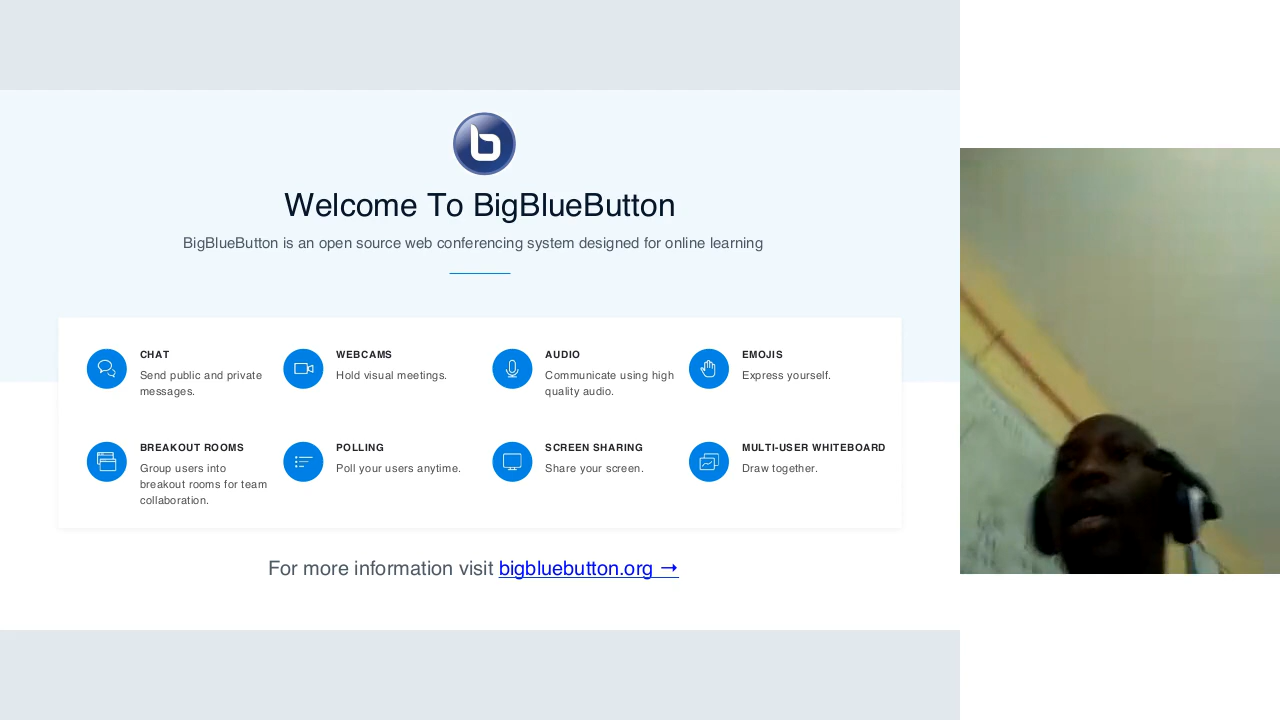 Welcome To BigBlueButton
BigBlueButton is an open source web conferencing system designed for online learning
CHAT
Send public and private
messages.
WEBCAMS
Hold visual meetings.
AUDIO
Communicate using high
quality audio.
EMOJIS
Express yourself.
BREAKOUT ROOMS
Group users into
breakout rooms for team
collaboration.
POLLING
Poll your users anytime.
SCREEN SHARING
Share your screen.
MULTI-USER WHITEBOARD
Draw together.
For more information visit bigbluebutton.org →